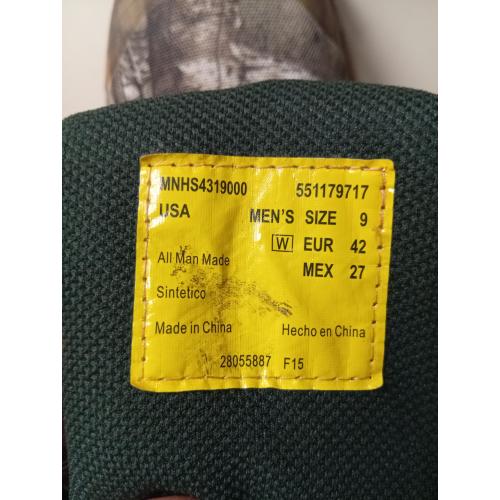 MNHS4319000 551179717
USA MEN'S SIZE 9
W EUR 42
All Man Made MEX 27
Sintetico
Made in China Hecho en China
28055887 F15